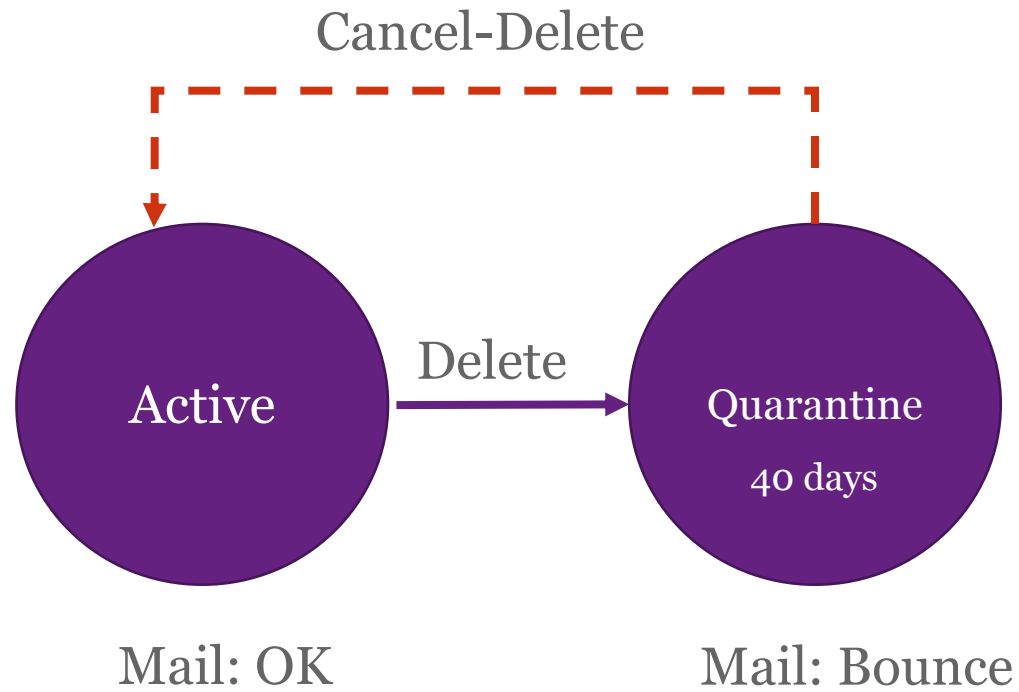 Cancel-Delete
Delete
Active
Quarantine
40 days
Mail: OK
Mail: Bounce